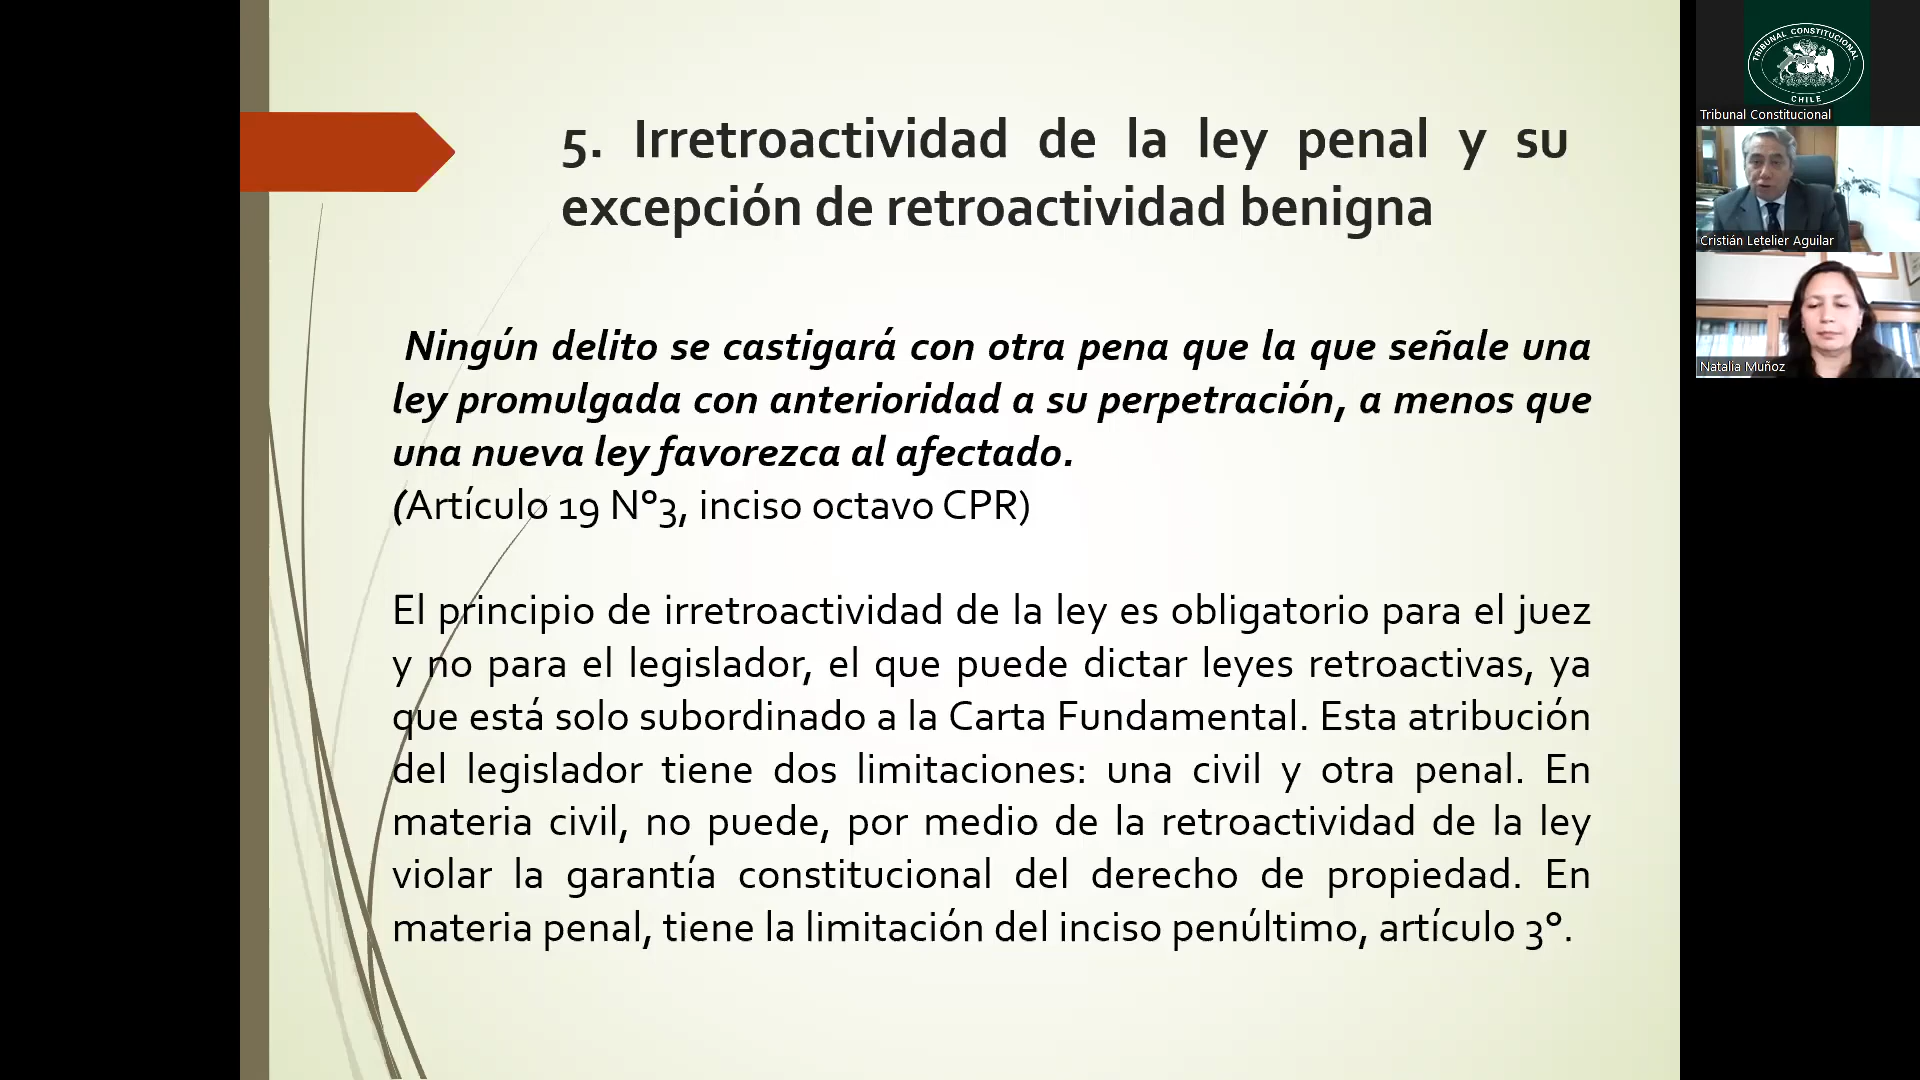 5. Irretroactividad de la ley penal y su
excepción de retroactividad benigna
Ningún delito se castigará con otra pena que la que señale una
ley promulgada con anterioridad a su perpetración, a menos que
una nueva ley favorezca al afectado.
(Artículo 19 N°3, inciso octavo CPR)
El principio de irretroactividad de la ley es obligatorio para el juez
y no para el legislador, el que puede dictar leyes retroactivas, ya
que está solo subordinado a la Carta Fundamental. Esta atribución
del legislador tiene dos limitaciones: una civil y otra penal. En
materia civil, no puede, por medio de la retroactividad de la ley
violar la garantía constitucional del derecho de propiedad. En
materia penal, tiene la limitación del inciso penúltimo, artículo 3°.
TRIBUNAL CONSTITUCIONAL
CHILE
Tribunal Constitucional
Cristián Letelier Aguilar
Natalia Muñoz